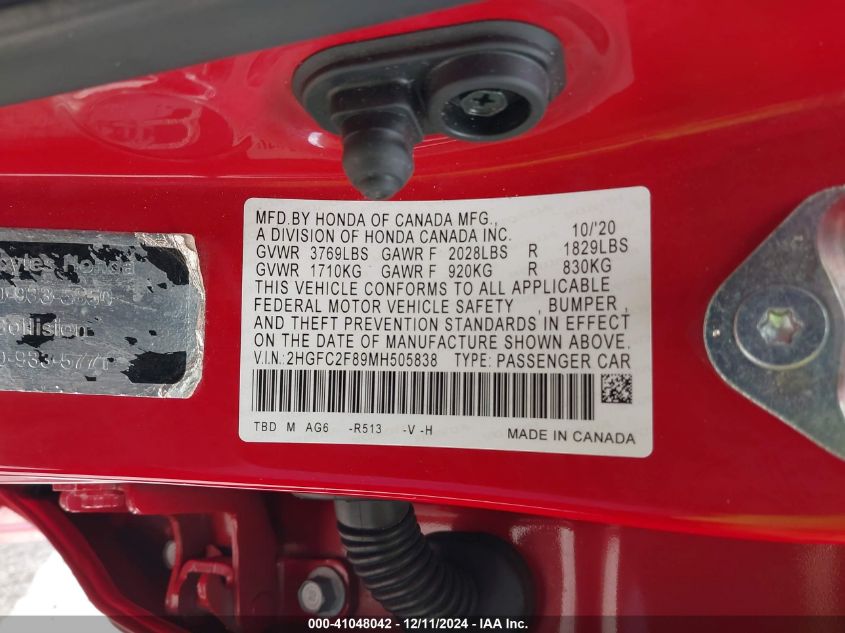 MFD.BY HONDA OF CANADA MFG.,
A DIVISION OF HONDA CANADA INC. 10/'20
GVWR 3769LBS GAWR F 2028LBS R 1829LBS
GVWR 1710KG GAWR F 920KG R 830KG
THIS VEHICLE CONFORMS TO ALL APPLICABLE
FEDERAL MOTOR VEHICLE SAFETY , BUMPER ,
AND THEFT PREVENTION STANDARDS IN EFFECT
ON THE DATE OF MANUFACTURE SHOWN ABOVE.
V.I.N.: 2HGFC2F89MH505838 TYPE: PASSENGER CAR
TBD M AG6 -R513 -V -H MADE IN CANADA
Honda
ollision
000-41048042 - 12/11/2024 - IAA Inc.